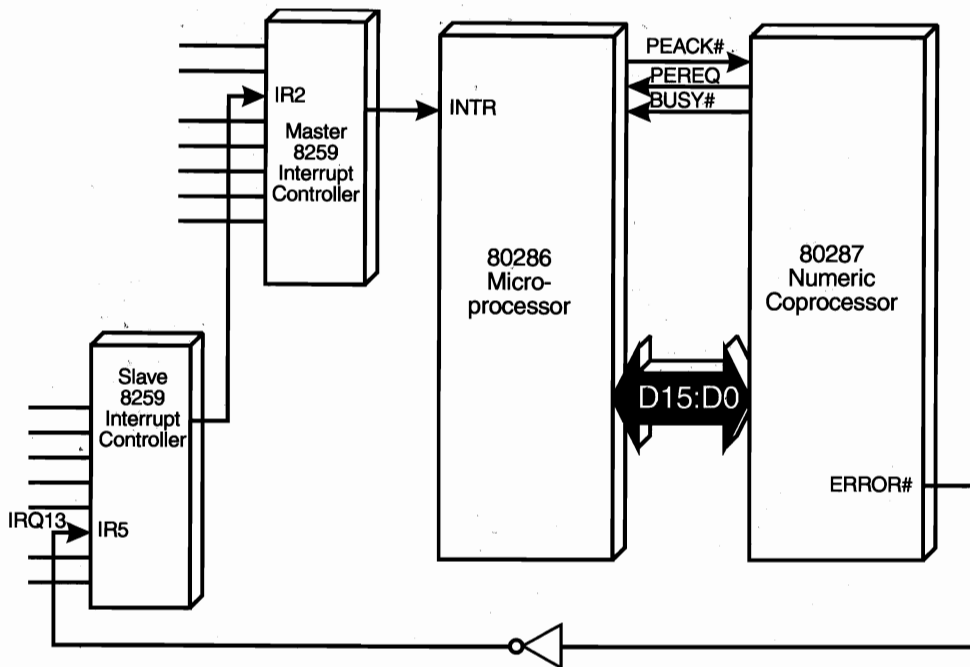 PEACK#
PEREQ
BUSY#
IR2
Master
8259
Interrupt
Controller
INTR
80286
Micro-
processor
80287
Numeric
Coprocessor
D15:D0
Slave
8259
Interrupt
Controller
ERROR#
IRQ13
IR5